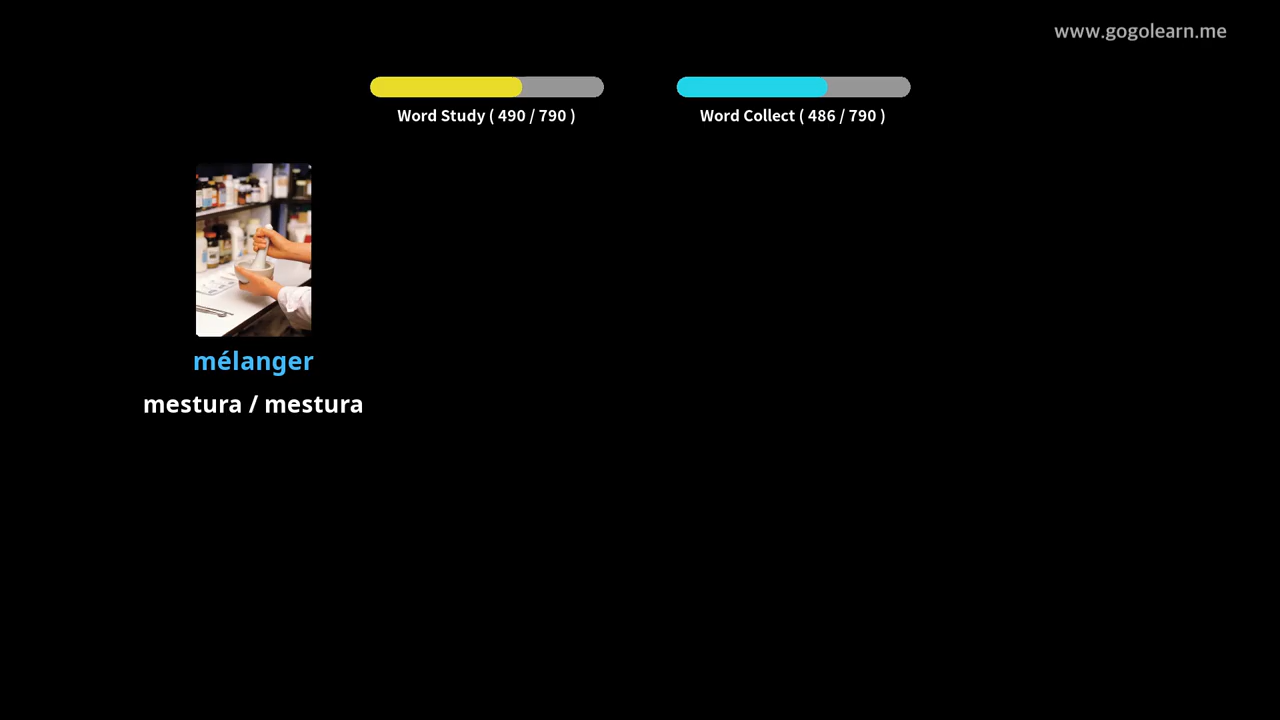 www.gogolearn.me
Word Study ( 490 / 790 )
Word Collect ( 486 / 790 )
mélanger
mestura / mestura